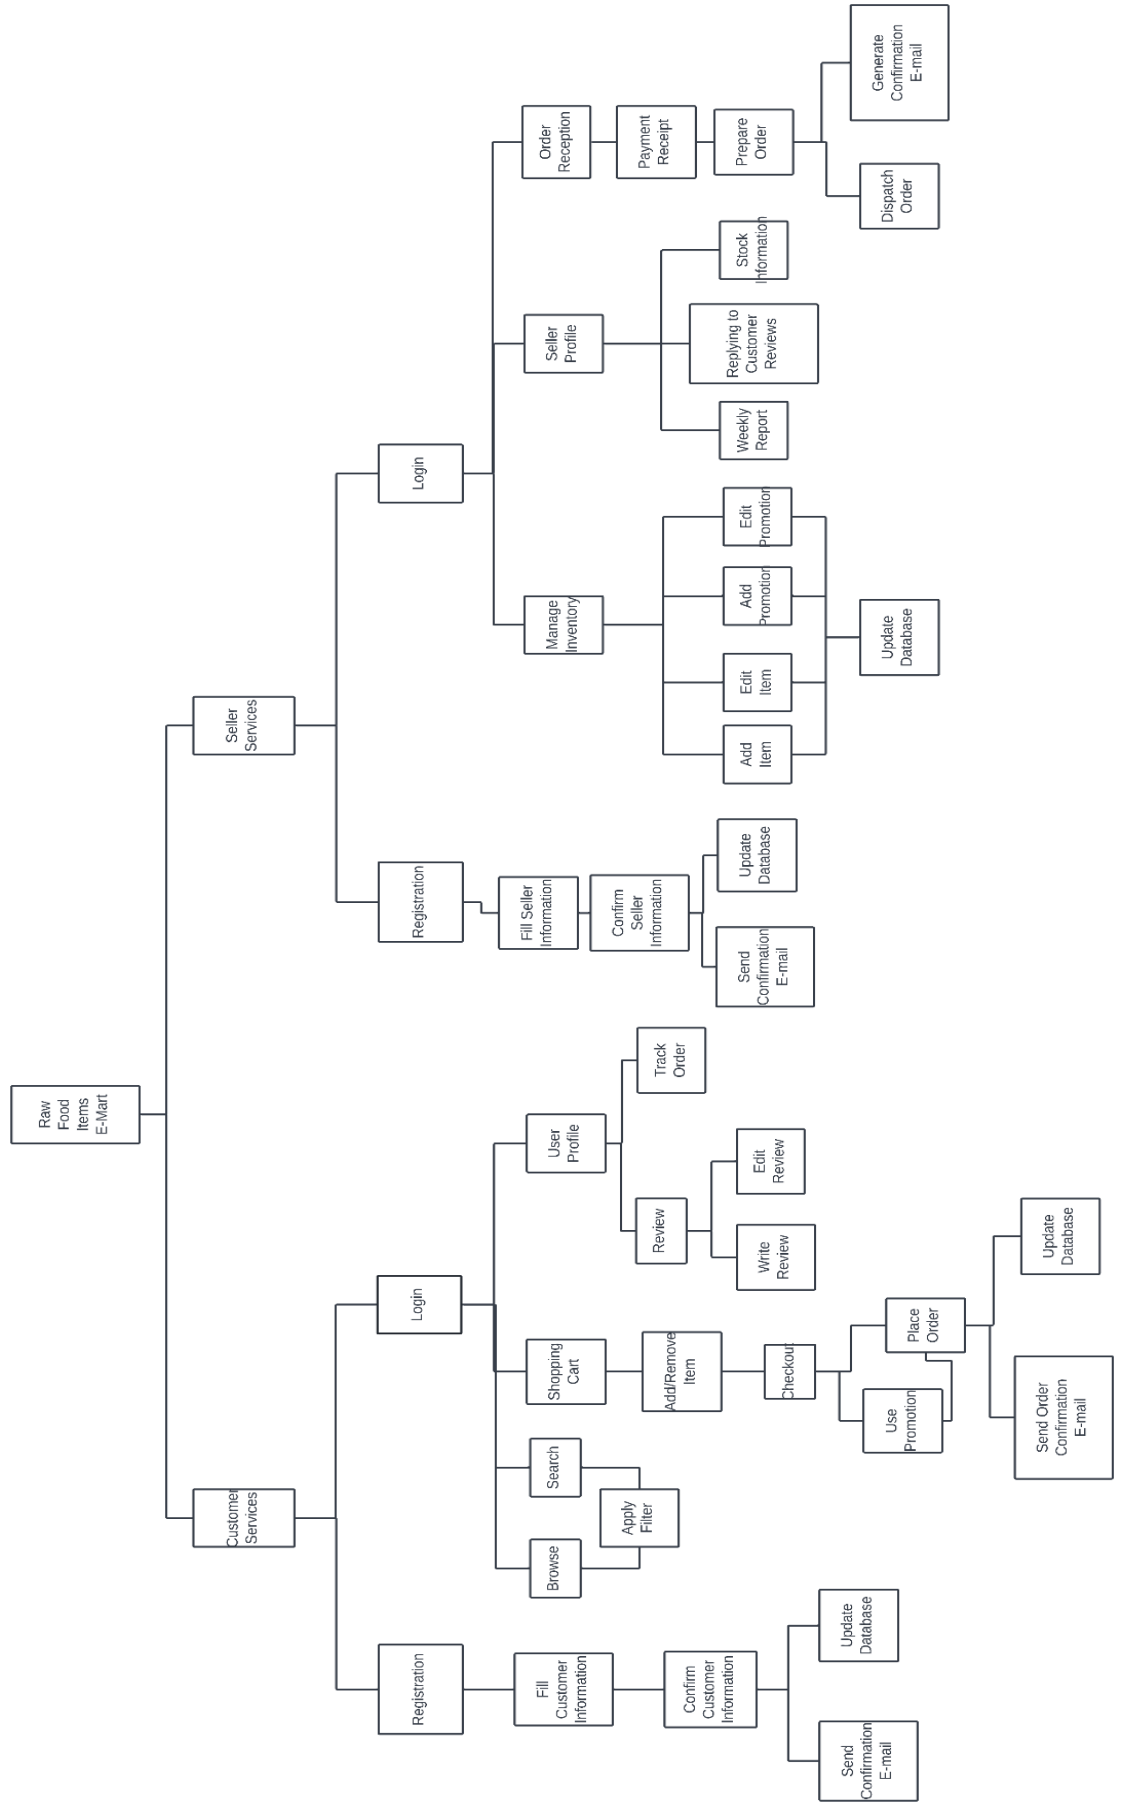 Raw
Food
Items
E-Mart
Customer
Services
Seller
Services
Registration
Login
Registration
Login
Fill
Customer
Information
Browse
Search
Shopping
Cart
User
Profile
Fill Seller
Information
Manage
Inventory
Seller
Profile
Order
Reception
Confirm
Customer
Information
Apply
Filter
Add/Remove
Item
Review
Track
Order
Confirm
Seller
Information
Payment
Receipt
Send
Confirmation
E-mail
Update
Database
Checkout
Write
Review
Edit
Review
Send
Confirmation
E-mail
Update
Database
Add
Item
Edit
Item
Add
Promotion
Edit
Promotion
Weekly
Report
Replying to
Customer
Reviews
Stock
Information
Prepare
Order
Use
Promotion
Place
Order
Update
Database
Dispatch
Order
Generate
Confirmation
E-mail
Send Order
Confirmation
E-mail
Update
Database